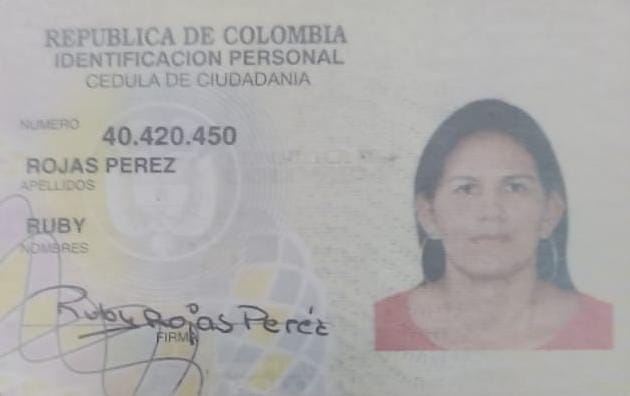 REPUBLICA DE COLOMBIA
IDENTIFICACION PERSONAL
CEDULA DE CIUDADANIA
NUMERO 40.420.450
ROJAS PEREZ
APELLIDOS
RUBY
NOMBRES
Ruby Rojas Peréz
FIRMA